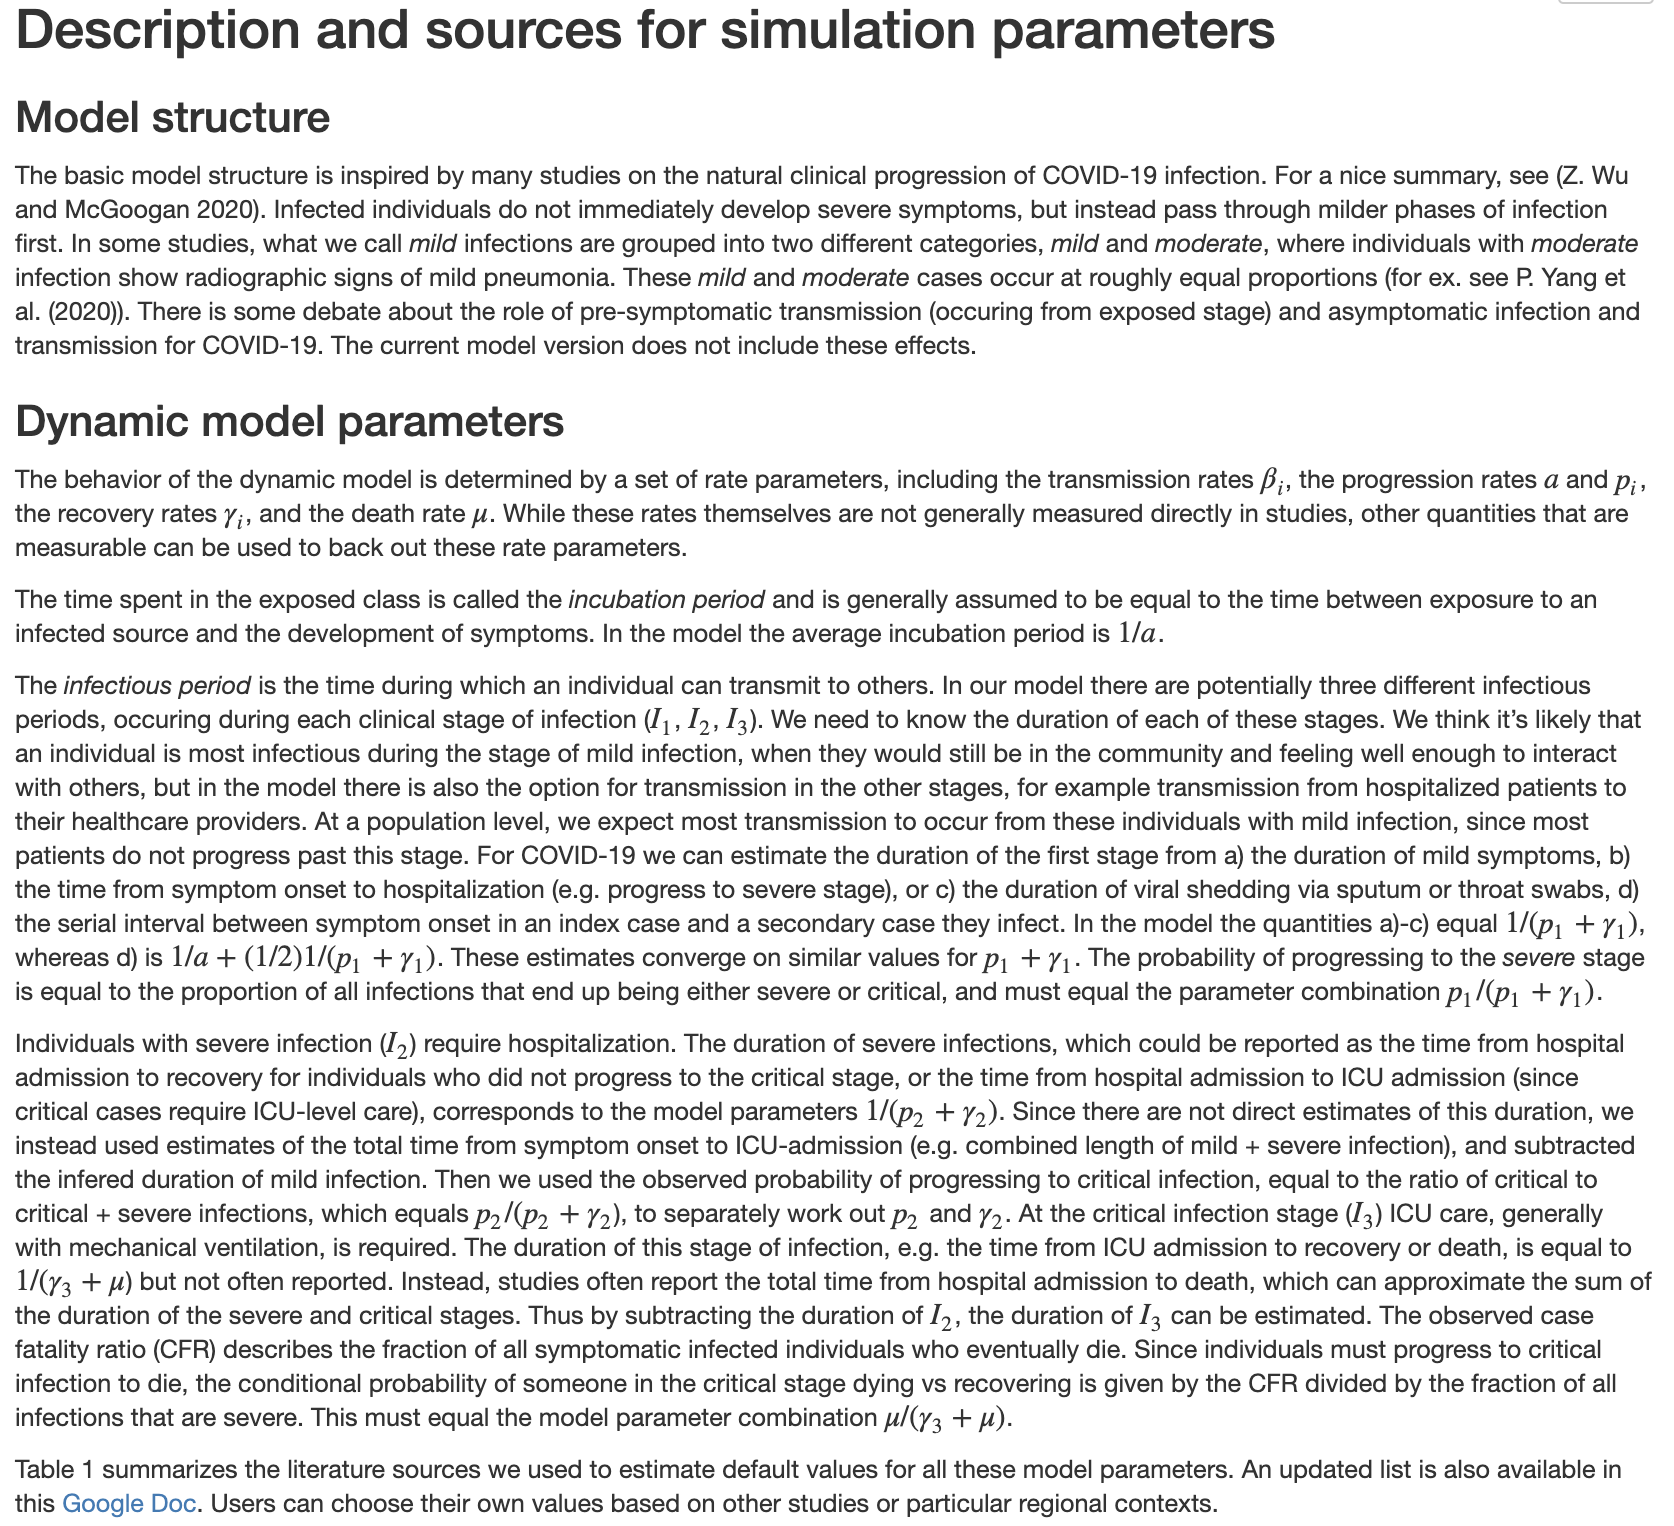 Description and sources for simulation parameters
Model structure
The basic model structure is inspired by many studies on the natural clinical progression of COVID-19 infection. For a nice summary, see (Z. Wu
and McGoogan 2020). Infected individuals do not immediately develop severe symptoms, but instead pass through milder phases of infection
first. In some studies, what we call mild infections are grouped into two different categories, mild and moderate, where individuals with moderate
infection show radiographic signs of mild pneumonia. These mild and moderate cases occur at roughly equal proportions (for ex. see P. Yang et
al. (2020)). There is some debate about the role of pre-symptomatic transmission (occuring from exposed stage) and asymptomatic infection and
transmission for COVID-19. The current model version does not include these effects.
Dynamic model parameters
The behavior of the dynamic model is determined by a set of rate parameters, including the transmission rates βᵢ, the progression rates a and pᵢ,
the recovery rates γᵢ, and the death rate μ. While these rates themselves are not generally measured directly in studies, other quantities that are
measurable can be used to back out these rate parameters.
The time spent in the exposed class is called the incubation period and is generally assumed to be equal to the time between exposure to an
infected source and the development of symptoms. In the model the average incubation period is 1/a.
The infectious period is the time during which an individual can transmit to others. In our model there are potentially three different infectious
periods, occuring during each clinical stage of infection (I₁, I₂, I₃). We need to know the duration of each of these stages. We think it’s likely that
an individual is most infectious during the stage of mild infection, when they would still be in the community and feeling well enough to interact
with others, but in the model there is also the option for transmission in the other stages, for example transmission from hospitalized patients to
their healthcare providers. At a population level, we expect most transmission to occur from these individuals with mild infection, since most
patients do not progress past this stage. For COVID-19 we can estimate the duration of the first stage from a) the duration of mild symptoms, b)
the time from symptom onset to hospitalization (e.g. progress to severe stage), or c) the duration of viral shedding via sputum or throat swabs, d)
the serial interval between symptom onset in an index case and a secondary case they infect. In the model the quantities a)-c) equal 1/(p₁ + γ₁),
whereas d) is 1/a + (1/2)1/(p₁ + γ₁). These estimates converge on similar values for p₁ + γ₁. The probability of progressing to the severe stage
is equal to the proportion of all infections that end up being either severe or critical, and must equal the parameter combination p₁/(p₁ + γ₁).
Individuals with severe infection (I₂) require hospitalization. The duration of severe infections, which could be reported as the time from hospital
admission to recovery for individuals who did not progress to the critical stage, or the time from hospital admission to ICU admission (since
critical cases require ICU-level care), corresponds to the model parameters 1/(p₂ + γ₂). Since there are not direct estimates of this duration, we
instead used estimates of the total time from symptom onset to ICU-admission (e.g. combined length of mild + severe infection), and subtracted
the infered duration of mild infection. Then we used the observed probability of progressing to critical infection, equal to the ratio of critical to
critical + severe infections, which equals p₂/(p₂ + γ₂), to separately work out p₂ and γ₂. At the critical infection stage (I₃) ICU care, generally
with mechanical ventilation, is required. The duration of this stage of infection, e.g. the time from ICU admission to recovery or death, is equal to
1/(γ₃ + μ) but not often reported. Instead, studies often report the total time from hospital admission to death, which can approximate the sum of
the duration of the severe and critical stages. Thus by subtracting the duration of I₂, the duration of I₃ can be estimated. The observed case
fatality ratio (CFR) describes the fraction of all symptomatic infected individuals who eventually die. Since individuals must progress to critical
infection to die, the conditional probability of someone in the critical stage dying vs recovering is given by the CFR divided by the fraction of all
infections that are severe. This must equal the model parameter combination μ/(γ₃ + μ).
Table 1 summarizes the literature sources we used to estimate default values for all these model parameters. An updated list is also available in
this Google Doc. Users can choose their own values based on other studies or particular regional contexts.